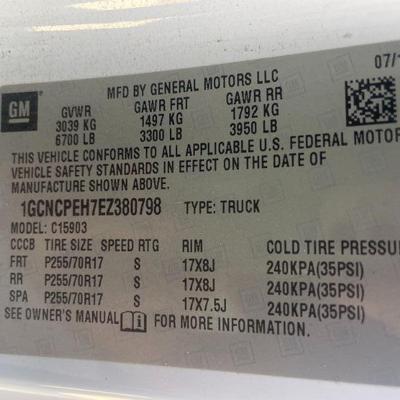 MFD BY GENERAL MOTORS LLC
07/1
GM
GVWR GAWR FRT GAWR RR
3039 KG 1497 KG 1792 KG
6700 LB 3300 LB 3950 LB
THIS VEHICLE CONFORMS TO ALL APPLICABLE U.S. FEDERAL MOTOR
VEHICLE SAFETY STANDARDS IN EFFECT ON THE DATE OF
MANUFACTURE SHOWN ABOVE.
1GCNCPEH7EZ380798 TYPE: TRUCK
MODEL: C15903
CCCB TIRE SIZE SPEED RTG RIM COLD TIRE PRESSU
FRT P255/70R17 S 17X8J 240KPA(35PSI)
RR P255/70R17 S 17X8J 240KPA(35PSI)
SPA P255/70R17 S 17X7.5J 240KPA(35PSI)
SEE OWNER'S MANUAL FOR MORE INFORMATION.